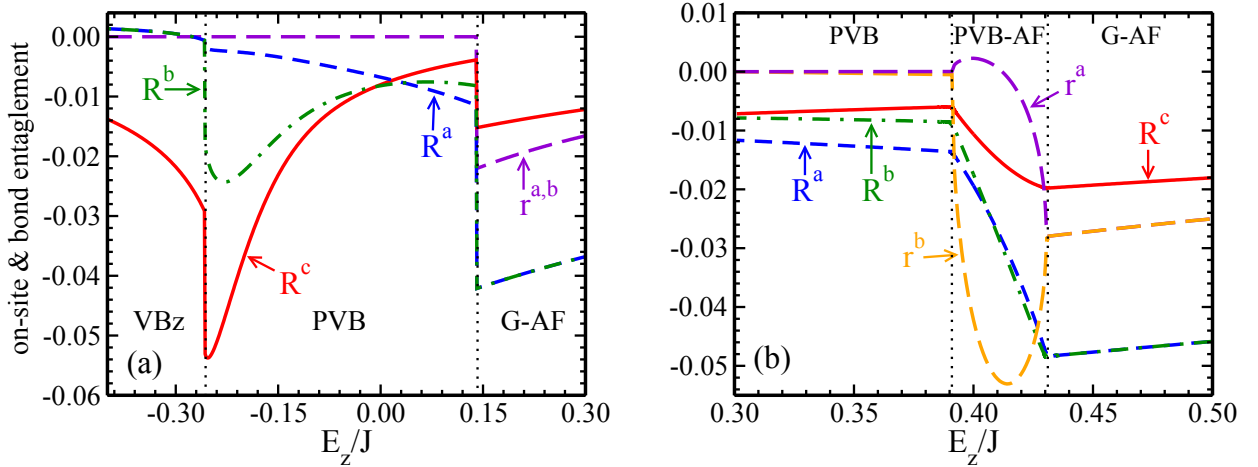 on-site & bond entaglement
0.00
-0.01
-0.02
-0.03
-0.04
-0.05
-0.06
R^b
R^a
r^{a,b}
R^c
VBz
PVB
G-AF
(a)
-0.30
-0.15
0.00
0.15
0.30
E_z/J
PVB
PVB-AF
G-AF
0.01
0.00
-0.01
-0.02
-0.03
-0.04
-0.05
r^a
R^c
R^a
R^b
r^b
(b)
0.30
0.35
0.40
0.45
0.50
E_z/J